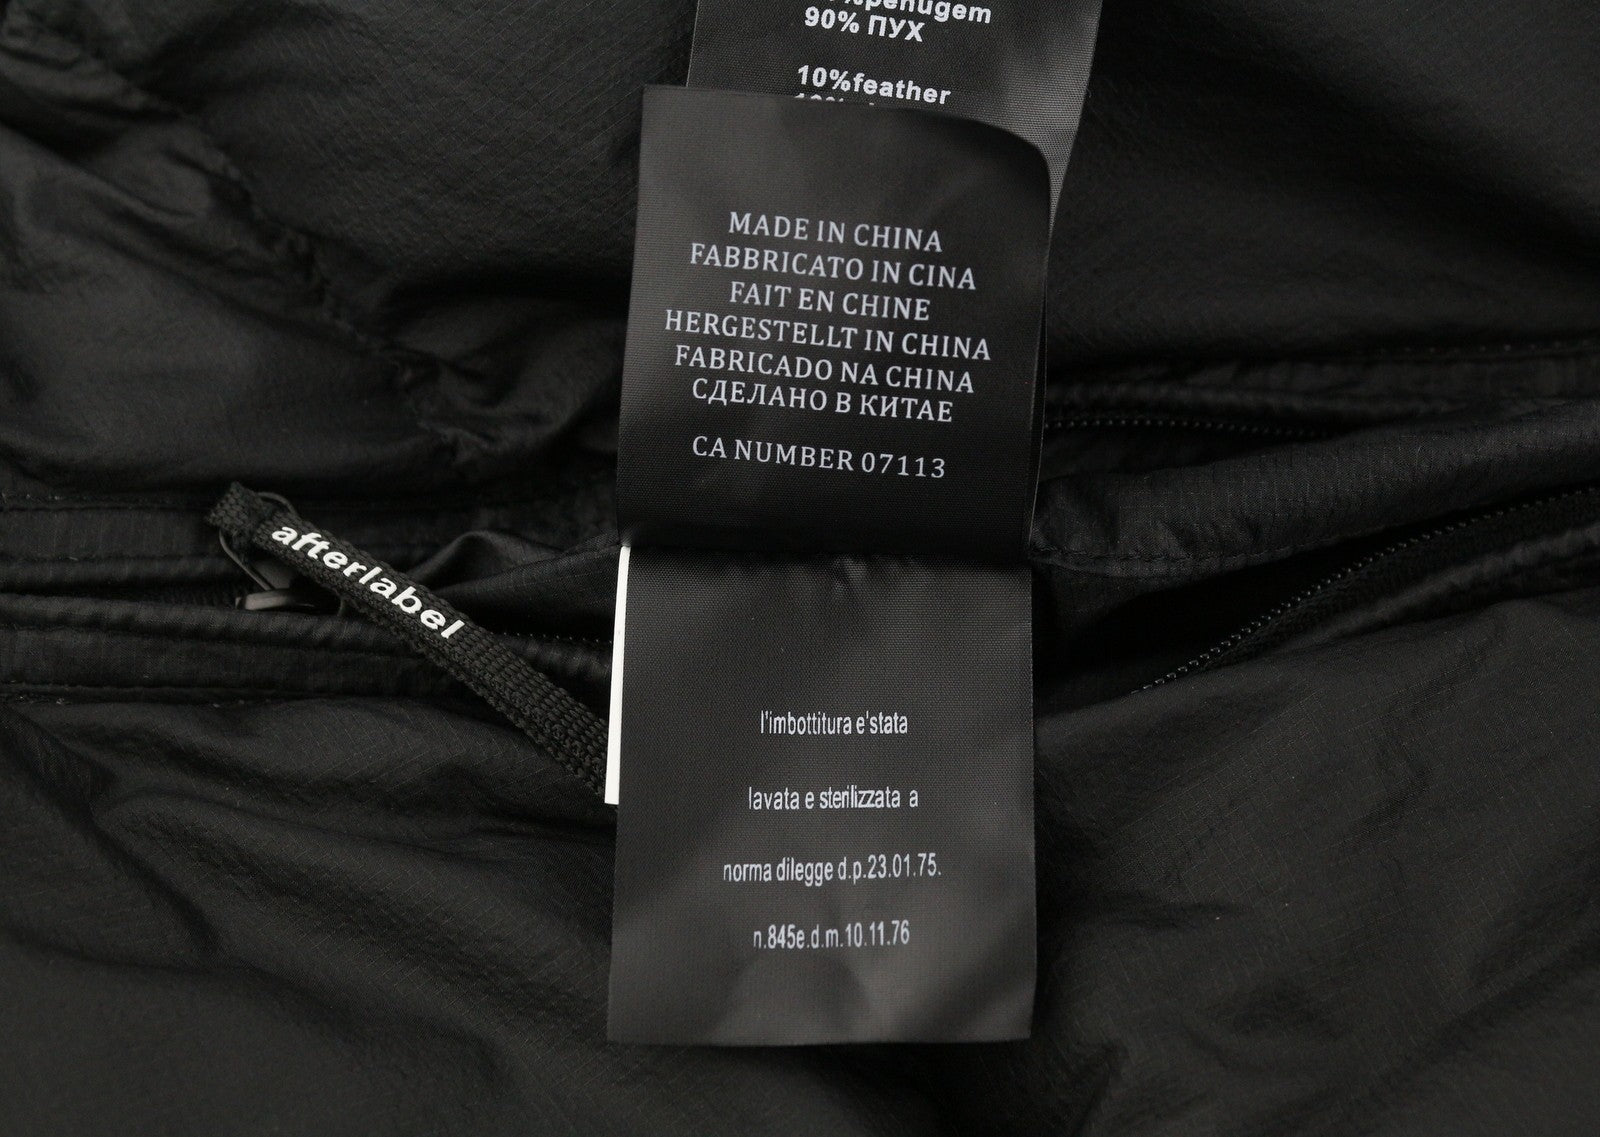 penugem
90% ПУХ
10%feather
MADE IN CHINA
FABBRICATO IN CINA
FAIT EN CHINE
HERGESTELLT IN CHINA
FABRICADO NA CHINA
СДЕЛАНО В КИТАЕ
CA NUMBER 07113
afterlabel
l'imbottitura e'stata
lavata e sterilizzata a
norma dilegge d.p.23.01.75.
n.845e.d.m.10.11.76